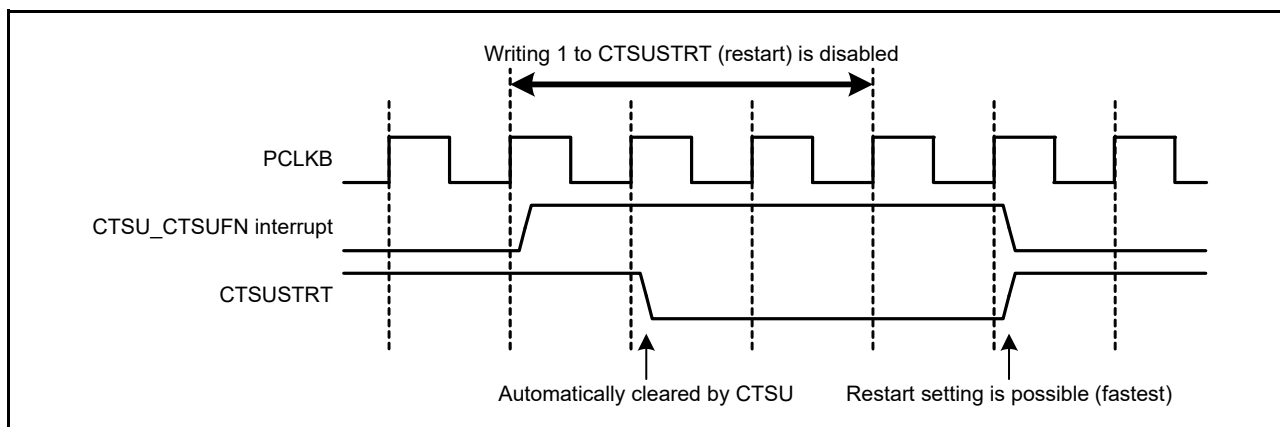 Writing 1 to CTSUSTRT (restart) is disabled
PCLKB
CTSU_CTSUFN interrupt
CTSUSTRT
Automatically cleared by CTSU
Restart setting is possible (fastest)